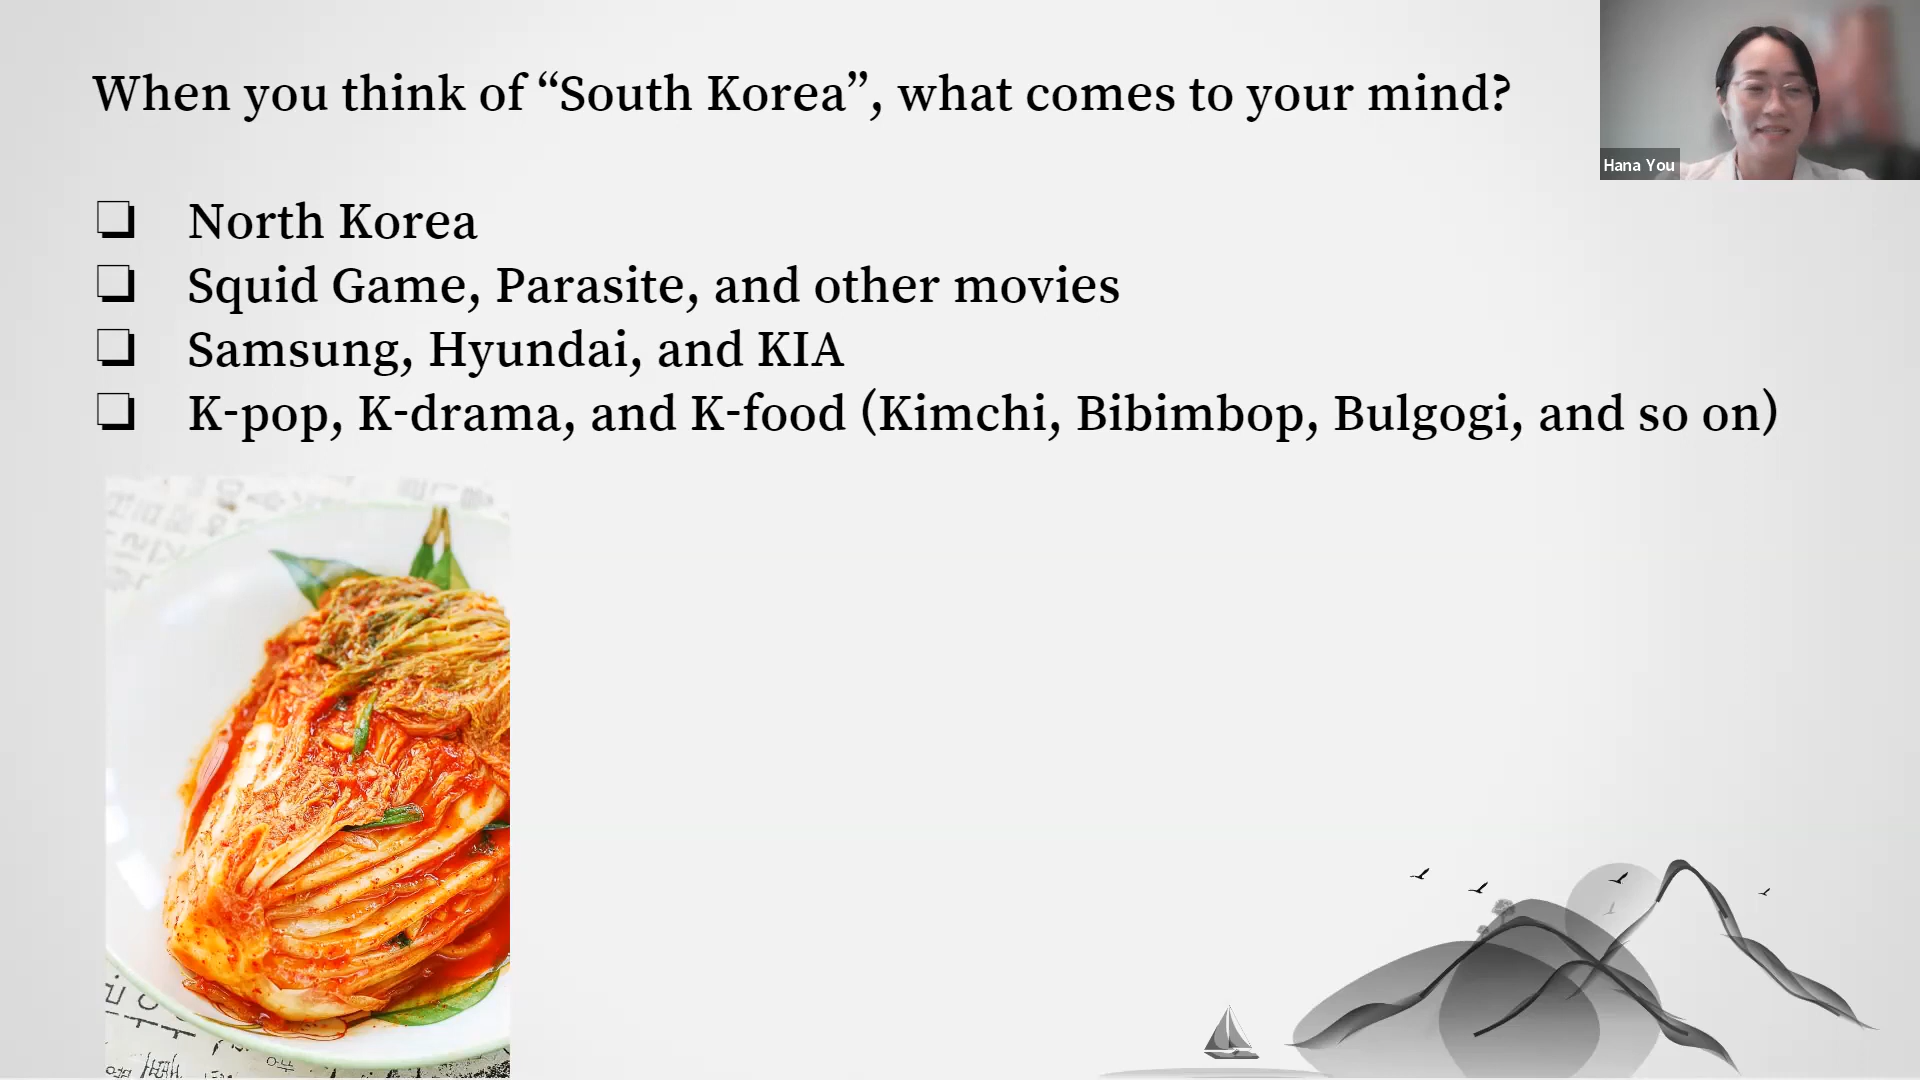 When you think of “South Korea”, what comes to your mind?
Hana You
❏ North Korea
❏ Squid Game, Parasite, and other movies
❏ Samsung, Hyundai, and KIA
❏ K-pop, K-drama, and K-food (Kimchi, Bibimbop, Bulgogi, and so on)